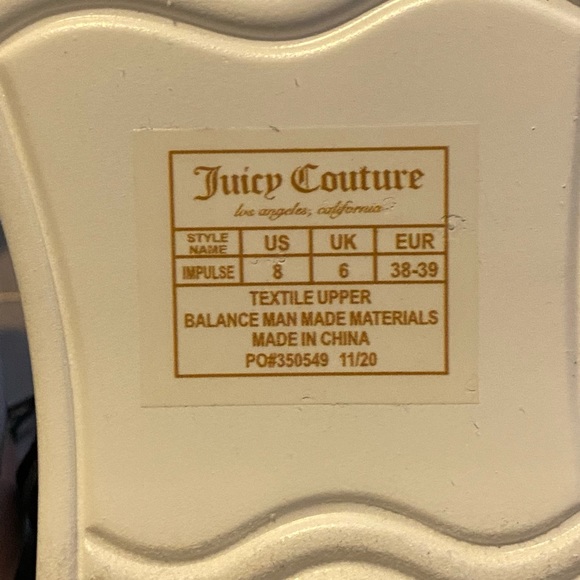 Juicy Couture
los angeles, california
STYLE NAME US UK EUR
IMPULSE 8 6 38-39
TEXTILE UPPER
BALANCE MAN MADE MATERIALS
MADE IN CHINA
PO#350549 11/20